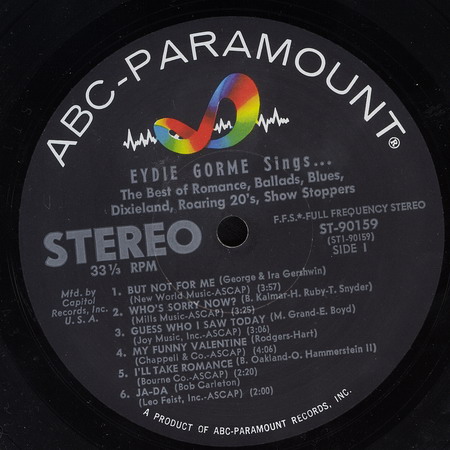 ABC-PARAMOUNT®
EYDIE GORME Sings...
The Best of Romance, Ballads, Blues,
Dixieland, Roaring 20's, Show Stoppers
F.F.S.*-FULL FREQUENCY STEREO
STEREO
33 1/3 RPM
ST-90159
(ST1-90159)
SIDE 1
Mfd. by
Capitol
Records, Inc.
U. S. A.
1. BUT NOT FOR ME (George & Ira Gershwin)
(New World Music-ASCAP) (3:57)
2. WHO'S SORRY NOW? (B. Kalmar-H. Ruby-T. Snyder)
(Mills Music-ASCAP) (3:25)
3. GUESS WHO I SAW TODAY (M. Grand-E. Boyd)
(Joy Music, Inc.-ASCAP) (3:06)
4. MY FUNNY VALENTINE (Rodgers-Hart)
(Chappell & Co.-ASCAP) (4:06)
5. I'LL TAKE ROMANCE (B. Oakland-O. Hammerstein II)
(Bourne Co.-ASCAP) (2:20)
6. JA-DA (Bob Carleton)
(Leo Feist, Inc.-ASCAP) (2:00)
A PRODUCT OF ABC-PARAMOUNT RECORDS, INC.